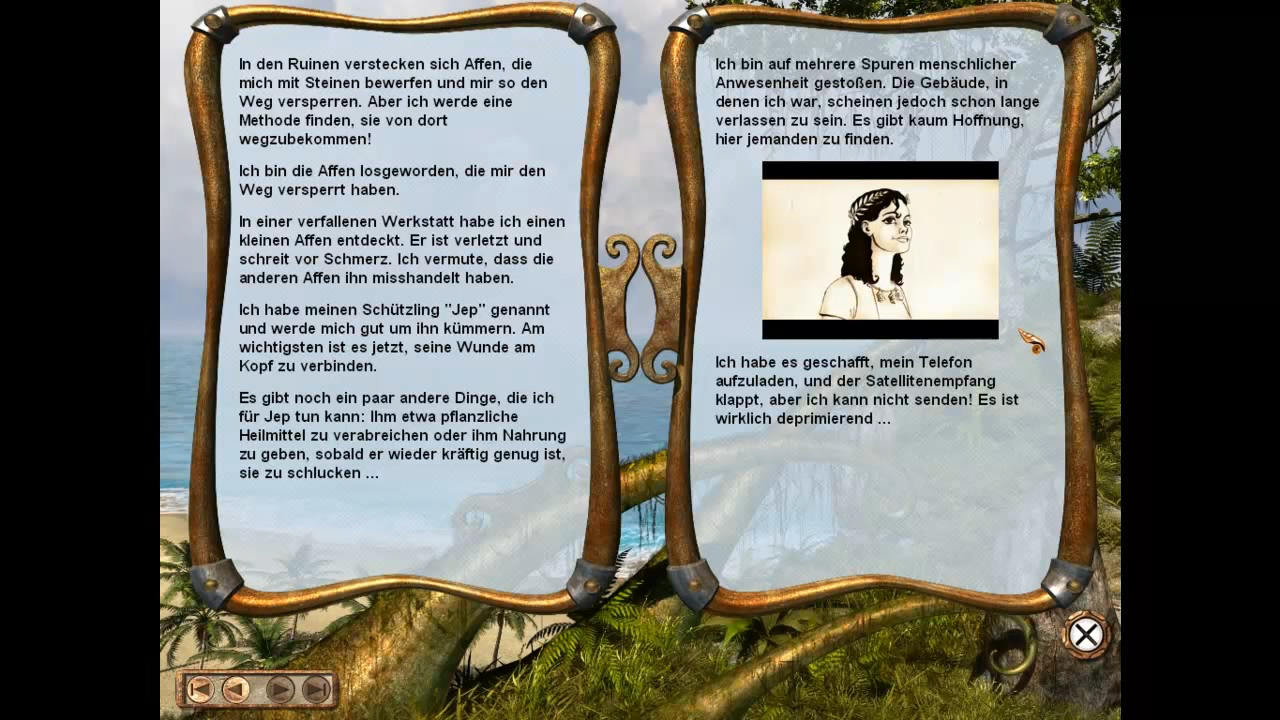 In den Ruinen verstecken sich Affen, die
mich mit Steinen bewerfen und mir so den
Weg versperren. Aber ich werde eine
Methode finden, sie von dort
wegzubekommen!
Ich bin die Affen losgeworden, die mir den
Weg versperrt haben.
In einer verfallenen Werkstatt habe ich einen
kleinen Affen entdeckt. Er ist verletzt und
schreit vor Schmerz. Ich vermute, dass die
anderen Affen ihn misshandelt haben.
Ich habe meinen Schützling "Jep" genannt
und werde mich gut um ihn kümmern. Am
wichtigsten ist es jetzt, seine Wunde am
Kopf zu verbinden.
Es gibt noch ein paar andere Dinge, die ich
für Jep tun kann: Ihm etwa pflanzliche
Heilmittel zu verabreichen oder ihm Nahrung
zu geben, sobald er wieder kräftig genug ist,
sie zu schlucken ...
Ich bin auf mehrere Spuren menschlicher
Anwesenheit gestoßen. Die Gebäude, in
denen ich war, scheinen jedoch schon lange
verlassen zu sein. Es gibt kaum Hoffnung,
hier jemanden zu finden.
Ich habe es geschafft, mein Telefon
aufzuladen, und der Satellitenempfang
klappt, aber ich kann nicht senden! Es ist
wirklich deprimierend ...